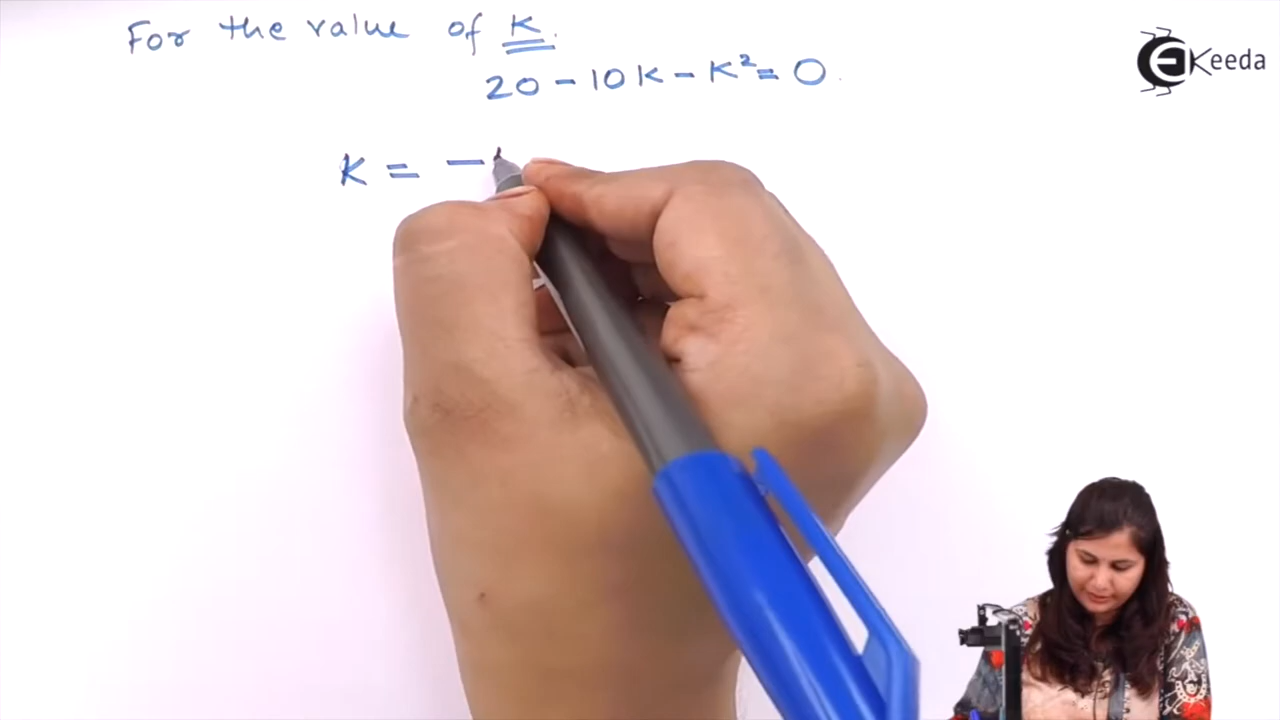 For the value of K.
20 - 10K - K² = 0
K = -
EKeeda